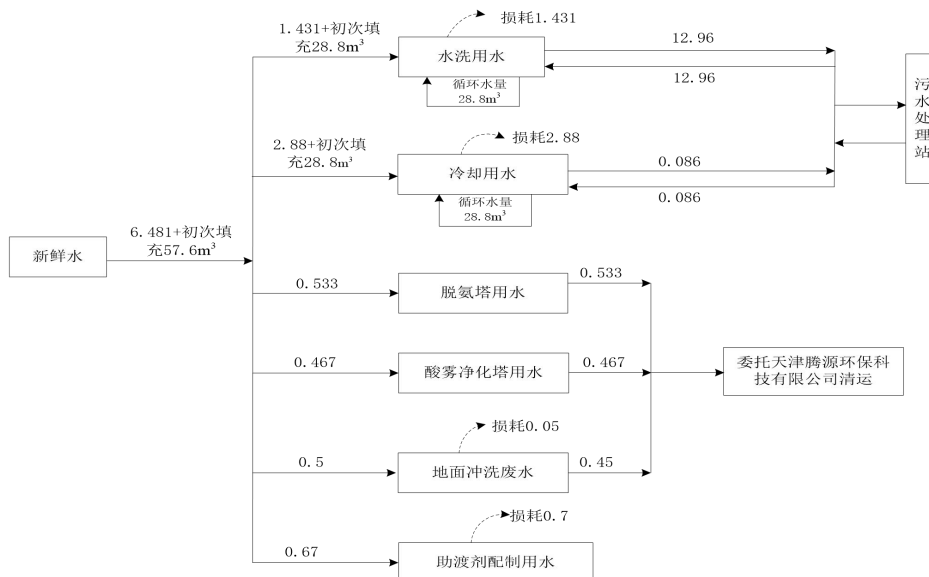 1.431+初次填
充28.8m³
损耗1.431
水洗用水
12.96
12.96
循环水量
28.8m³
污
水
处
理
站
2.88+初次填
充28.8m³
损耗2.88
冷却用水
0.086
0.086
循环水量
28.8m³
新鲜水
6.481+初次填
充57.6m³
0.533
脱氨塔用水
0.533
0.467
酸雾净化塔用水
0.467
委托天津腾源环保科
技有限公司清运
损耗0.05
0.5
地面冲洗废水
0.45
损耗0.7
0.67
助渡剂配制用水